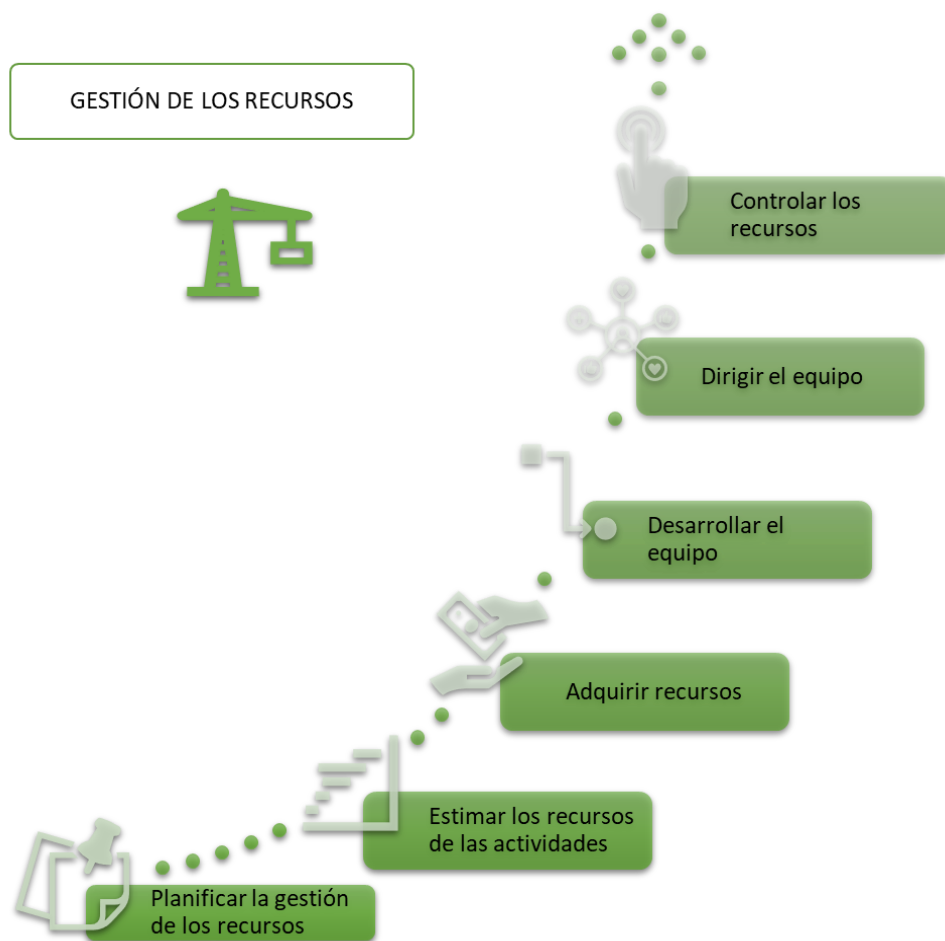 GESTIÓN DE LOS RECURSOS
Controlar los
recursos
Dirigir el equipo
Desarrollar el
equipo
Adquirir recursos
Estimar los recursos
de las actividades
Planificar la gestión
de los recursos